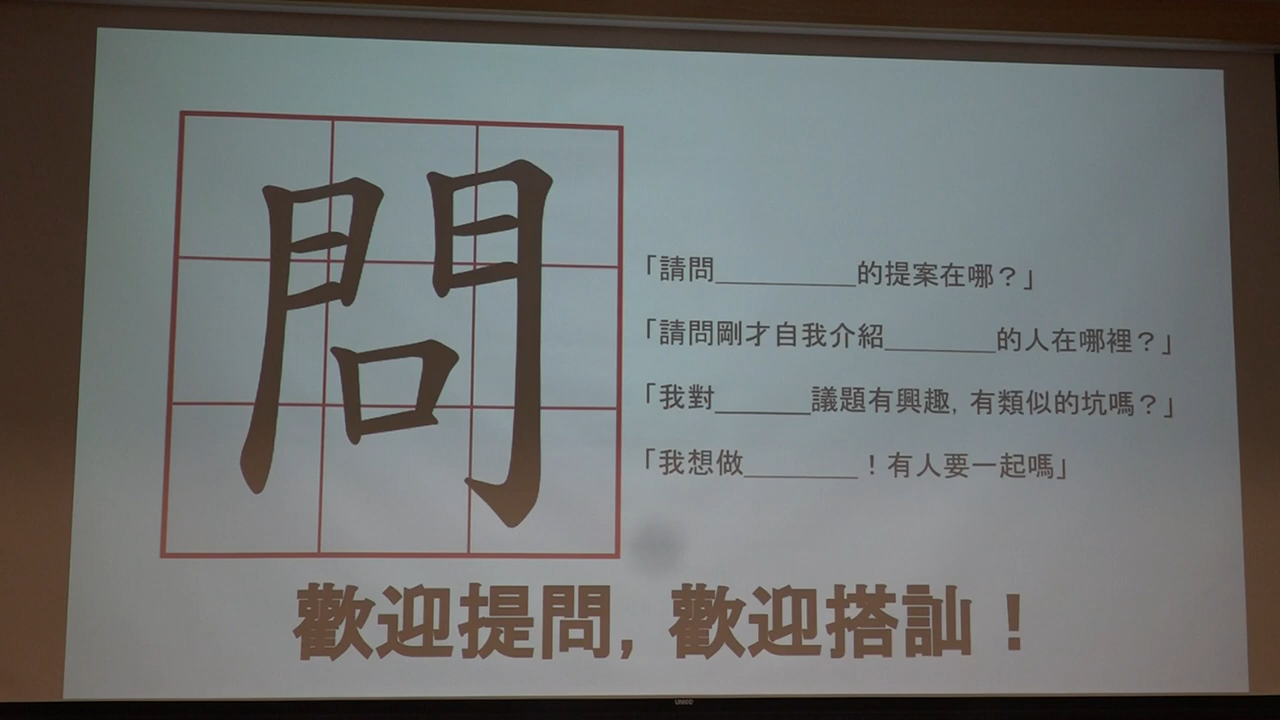 問
「請問__________的提案在哪？」
「請問剛才自我介紹________的人在哪裡？」
「我對_______議題有興趣, 有類似的坑嗎？」
「我想做________！有人要一起嗎」
歡迎提問, 歡迎搭訕！